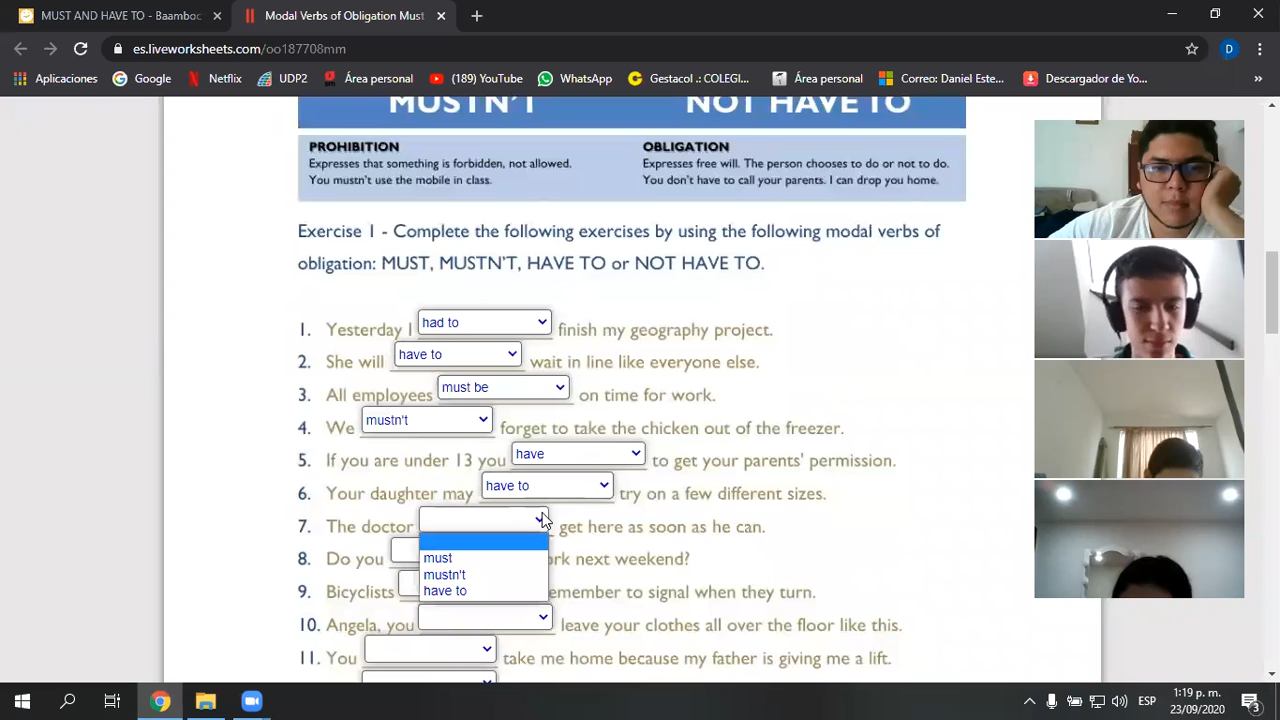 MUST AND HAVE TO - Baamboo
Modal Verbs of Obligation Must
es.liveworksheets.com/oo187708mm
D
Aplicaciones
Google
Netflix
UDP2
Área personal
(189) YouTube
WhatsApp
Gestacol .: COLEGI...
Área personal
Correo: Daniel Este...
Descargador de Yo...
»
MUSTN'T
NOT HAVE TO
PROHIBITION
Expresses that something is forbidden, not allowed.
You mustn't use the mobile in class.
OBLIGATION
Expresses free will. The person chooses to do or not to do.
You don't have to call your parents. I can drop you home.
Exercise 1 - Complete the following exercises by using the following modal verbs of
obligation: MUST, MUSTN'T, HAVE TO or NOT HAVE TO.
1. Yesterday I had to finish my geography project.
2. She will have to wait in line like everyone else.
3. All employees must be on time for work.
4. We mustn't forget to take the chicken out of the freezer.
5. If you are under 13 you have to get your parents' permission.
6. Your daughter may have to try on a few different sizes.
7. The doctor get here as soon as he can.
must
mustn't
have to
8. Do you rk next weekend?
9. Bicyclists emember to signal when they turn.
10. Angela, you leave your clothes all over the floor like this.
11. You take me home because my father is giving me a lift.
ESP
1:19 p. m.
23/09/2020
3